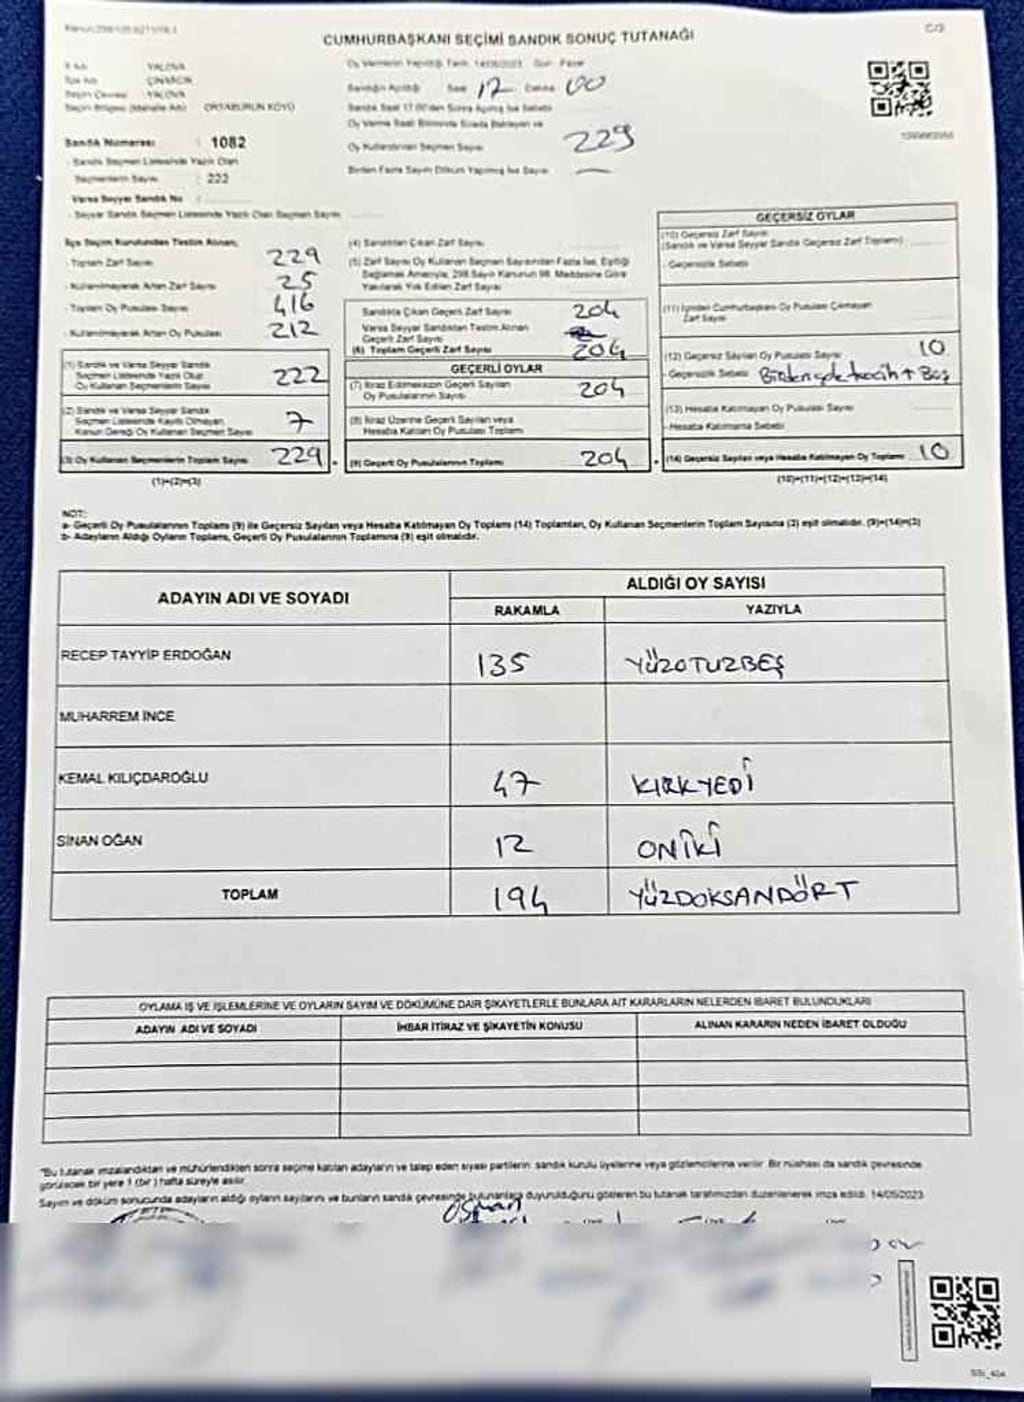 CUMHURBAŞKANI SEÇİMİ SANDIK SONUÇ TUTANAĞI
C/2
İl Adı YALOVA
İlçe Adı ÇINARCIK
Seçim Çevresi YALOVA
Seçim Bölgesi (Mahalle Adı) ORTABURUN KÖYÜ
Sandık Numarası : 1082
- Sandık Seçmen Listesinde Yazılı Olan
Seçmenlerin Sayısı : 222
Varsa Seyyar Sandık No
- Seyyar Sandık Seçmen Listesinde Yazılı Olan Seçmen Sayısı
Oy Vermenin Yapıldığı Tarih 14/05/2023 Gün Pazar
Sandığın Açıldığı Saat 17 Dakika 00
Sandık Saat 17.00'den Sonra Açılmış İse Sebebi
Oy Verme Saati Bitiminde Sırada Bekleyen ve
Oy Kullandırılan Seçmen Sayısı 229
Birden Fazla Sayım Döküm Yapılmış İse Sayısı —
İlçe Seçim Kurulundan Teslim Alınan;
- Toplam Zarf Sayısı 229
- Kullanılmayarak Artan Zarf Sayısı 25
- Toplam Oy Pusulası Sayısı 416
- Kullanılmayarak Artan Oy Pusulası 212
(1) Sandık ve Varsa Seyyar Sandık
Seçmen Listesinde Yazılı Olup
Oy Kullanan Seçmenlerin Sayısı 222
(2) Sandık ve Varsa Seyyar Sandık
Seçmen Listesinde Kayıtlı Olmayan,
Kanun Gereği Oy Kullanan Seçmen Sayısı 7
(3) Oy Kullanan Seçmenlerin Toplam Sayısı 229
(1)+(2)=(3)
(4) Sandıktan Çıkan Zarf Sayısı
(5) Zarf Sayısı Oy Kullanan Seçmen Sayısından Fazla İse, Eşitliği
Sağlamak Amacıyla, 298 Sayılı Kanunun 98. Maddesine Göre
Yakılarak Yok Edilen Zarf Sayısı
Sandıkta Çıkan Geçerli Zarf Sayısı 204
Varsa Seyyar Sandıktan Teslim Alınan
Geçerli Zarf Sayısı
(6) Toplam Geçerli Zarf Sayısı 204
GEÇERLİ OYLAR
(7) İtiraz Edilmeksizin Geçerli Sayılan
Oy Pusulalarının Sayısı 204
(8) İtiraz Üzerine Geçerli Sayılan veya
Hesaba Katılan Oy Pusulası Toplamı
(9) Geçerli Oy Pusulalarının Toplamı 204
GEÇERSİZ OYLAR
(10) Geçersiz Zarf Sayısı
(Sandık ve Varsa Seyyar Sandık Geçersiz Zarf Toplamı)
- Geçersizlik Sebebi
(11) İçinden Cumhurbaşkanı Oy Pusulası Çıkmayan
Zarf Sayısı
(12) Geçersiz Sayılan Oy Pusulası Sayısı 10
- Geçersizlik Sebebi Birden çok tercih + Boş
(13) Hesaba Katılmayan Oy Pusulası Sayısı
- Hesaba Katılmama Sebebi
(14) Geçersiz Sayılan veya Hesaba Katılmayan Oy Toplamı 10
(10)+(11)+(12)+(13)=(14)
NOT:
a- Geçerli Oy Pusulalarının Toplamı (9) ile Geçersiz Sayılan veya Hesaba Katılmayan Oy Toplamı (14) Toplamları, Oy Kullanan Seçmenlerin Toplam Sayısına (3) eşit olmalıdır. (9)+(14)=(3)
b- Adayların Aldığı Oyların Toplamı, Geçerli Oy Pusulalarının Toplamına (9) eşit olmalıdır.
ADAYIN ADI VE SOYADI
ALDIĞI OY SAYISI
RAKAMLA YAZIYLA
RECEP TAYYİP ERDOĞAN 135 YÜZOTUZBEŞ
MUHARREM İNCE
KEMAL KILIÇDAROĞLU 47 KIRKYEDİ
SİNAN OĞAN 12 ONİKİ
TOPLAM 194 YÜZDOKSANDÖRT
OYLAMA İŞ VE İŞLEMLERİNE VE OYLARIN SAYIM VE DÖKÜMÜNE DAİR ŞİKAYETLERLE BUNLARA AİT KARARLARIN NELERDEN İBARET BULUNDUKLARI
ADAYIN ADI VE SOYADI İHBAR İTİRAZ VE ŞİKAYETİN KONUSU ALINAN KARARIN NEDEN İBARET OLDUĞU
"Bu tutanak imzalandıktan ve mühürlendikten sonra seçime katılan adayların ve talep eden siyasi partilerin sandık kurulu üyelerine veya gözlemcilerine verilir. Bir nüshası da sandık çevresinde
görülecek bir yere 1 (bir) hafta süreyle asılır.
Sayım ve döküm sonucunda adayların aldığı oyların sayılarını ve bunların sandık çevresinde bulunanlara duyurulduğunu gösteren bu tutanak tarafımızdan düzenlenerek imza edildi. 14/05/2023
Osman